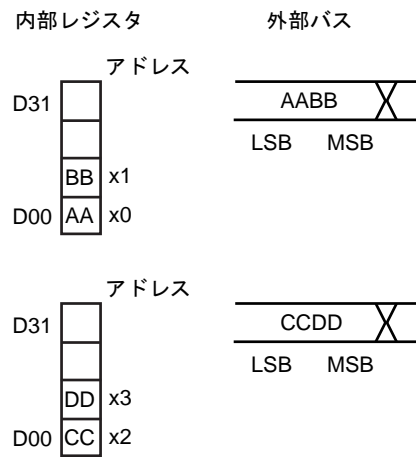 内部レジスタ 外部バス
アドレス
D31 AABB
LSB MSB
BB x1
D00 AA x0
アドレス
D31 CCDD
LSB MSB
DD x3
D00 CC x2